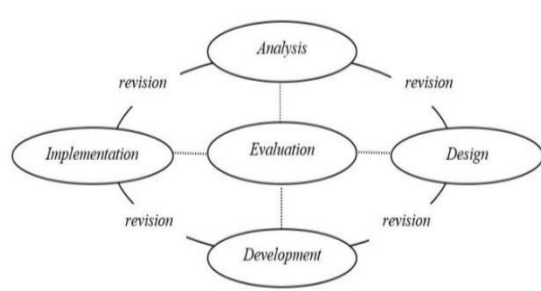 Analysis
revision
revision
Implementation
Evaluation
Design
revision
revision
Development